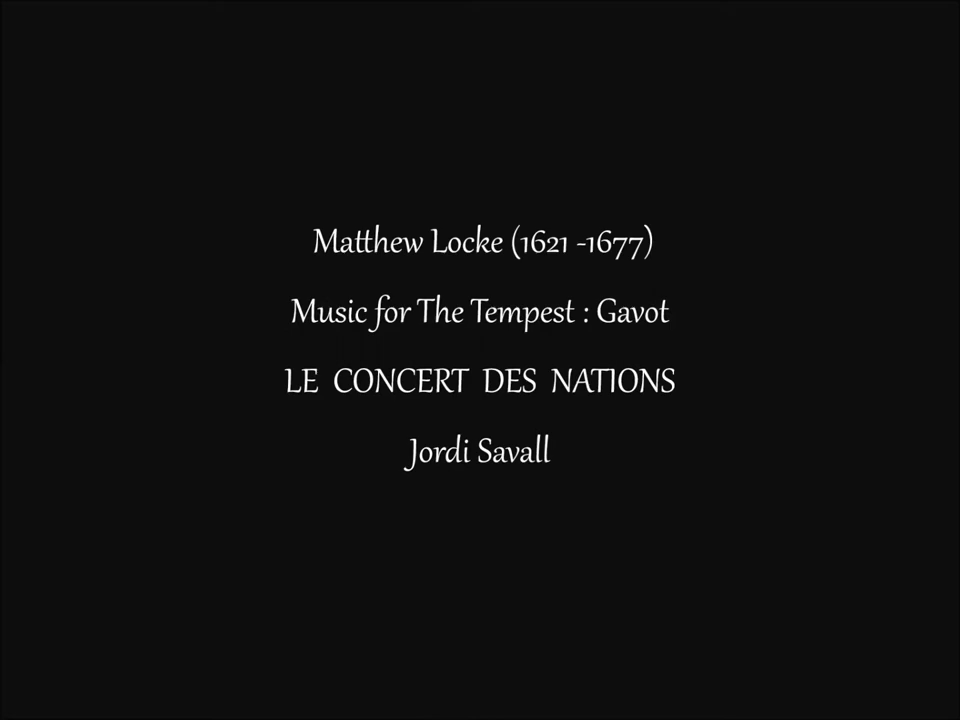 Matthew Locke (1621 -1677)
Music for The Tempest : Gavot
LE CONCERT DES NATIONS
Jordi Savall